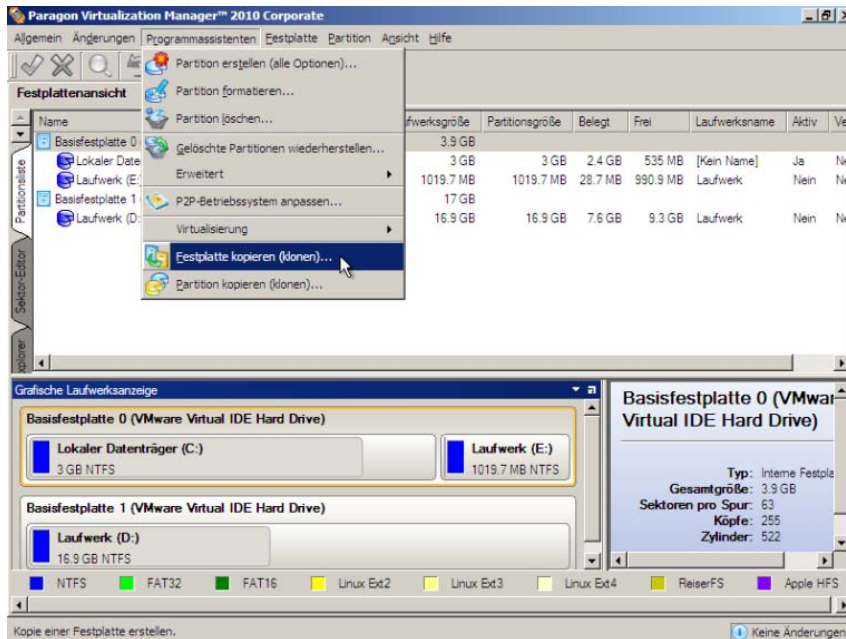 Paragon Virtualization Manager™ 2010 Corporate
Allgemein Änderungen Programmassistenten Festplatte Partition Ansicht Hilfe
Partition erstellen (alle Optionen)...
Partition formatieren...
Partition löschen...
Gelöschte Partitionen wiederherstellen...
Erweitert
P2P-Betriebssystem anpassen...
Virtualisierung
Festplatte kopieren (klonen)...
Partition kopieren (klonen)...
Festplattenansicht
Partitionsliste
Sektor-Editor
xplorer
Name fwerksgröße Partitionsgröße Belegt Frei Laufwerksname Aktiv Ve
Basisfestplatte 0 3.9 GB
Lokaler Date 3 GB 3 GB 2.4 GB 535 MB [Kein Name] Ja Ne
Laufwerk (E: 1019.7 MB 1019.7 MB 28.7 MB 990.9 MB Laufwerk Nein Ne
Basisfestplatte 1 17 GB
Laufwerk (D: 16.9 GB 16.9 GB 7.6 GB 9.3 GB Laufwerk Nein Ne
Grafische Laufwerksanzeige
Basisfestplatte 0 (VMware Virtual IDE Hard Drive)
Lokaler Datenträger (C:)
3 GB NTFS
Laufwerk (E:)
1019.7 MB NTFS
Basisfestplatte 1 (VMware Virtual IDE Hard Drive)
Laufwerk (D:)
16.9 GB NTFS
Basisfestplatte 0 (VMwar
Virtual IDE Hard Drive)
Typ: Interne Festpla
Gesamtgröße: 3.9 GB
Sektoren pro Spur: 63
Köpfe: 255
Zylinder: 522
NTFS FAT32 FAT16 Linux Ext2 Linux Ext3 Linux Ext4 ReiserFS Apple HFS
Kopie einer Festplatte erstellen.
Keine Änderungen